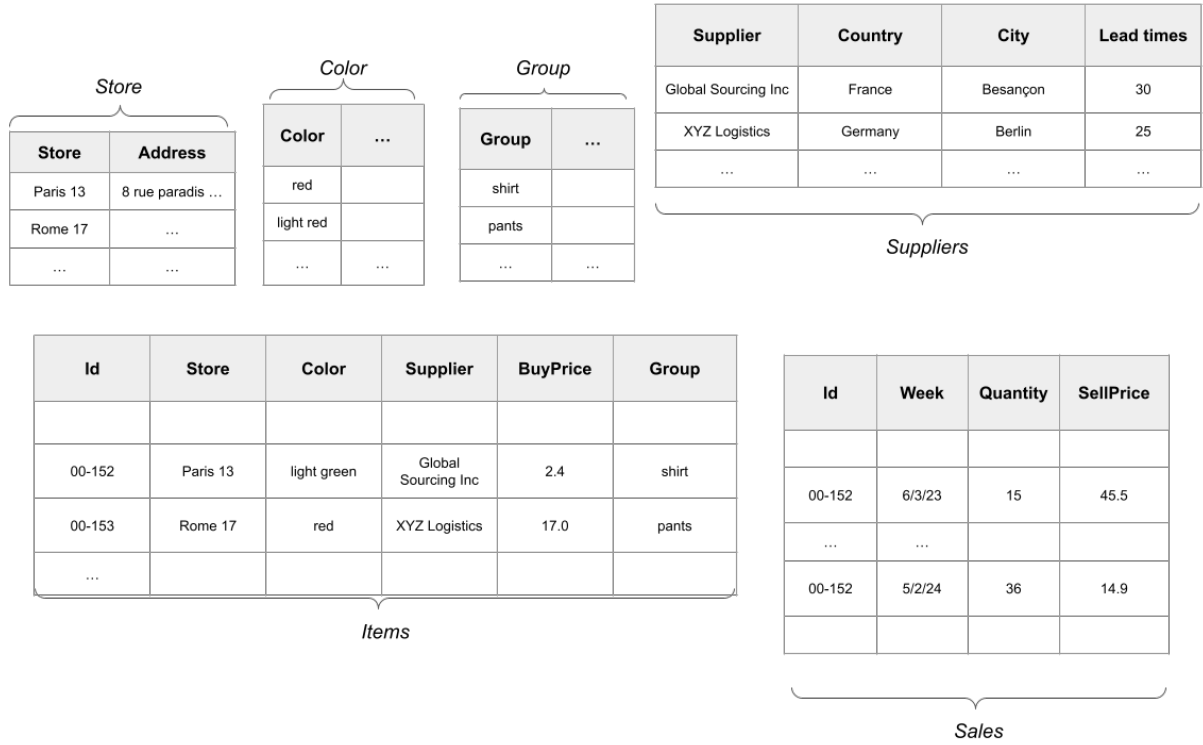 Store
Store Address
Paris 13 8 rue paradis …
Rome 17 …
… …
Color
Color …
red
light red
… …
Group
Group …
shirt
pants
… …
Supplier Country City Lead times
Global Sourcing Inc France Besançon 30
XYZ Logistics Germany Berlin 25
… … … …
Suppliers
Id Store Color Supplier BuyPrice Group
00-152 Paris 13 light green Global Sourcing Inc 2.4 shirt
00-153 Rome 17 red XYZ Logistics 17.0 pants
…
Items
Id Week Quantity SellPrice
00-152 6/3/23 15 45.5
… …
00-152 5/2/24 36 14.9
Sales